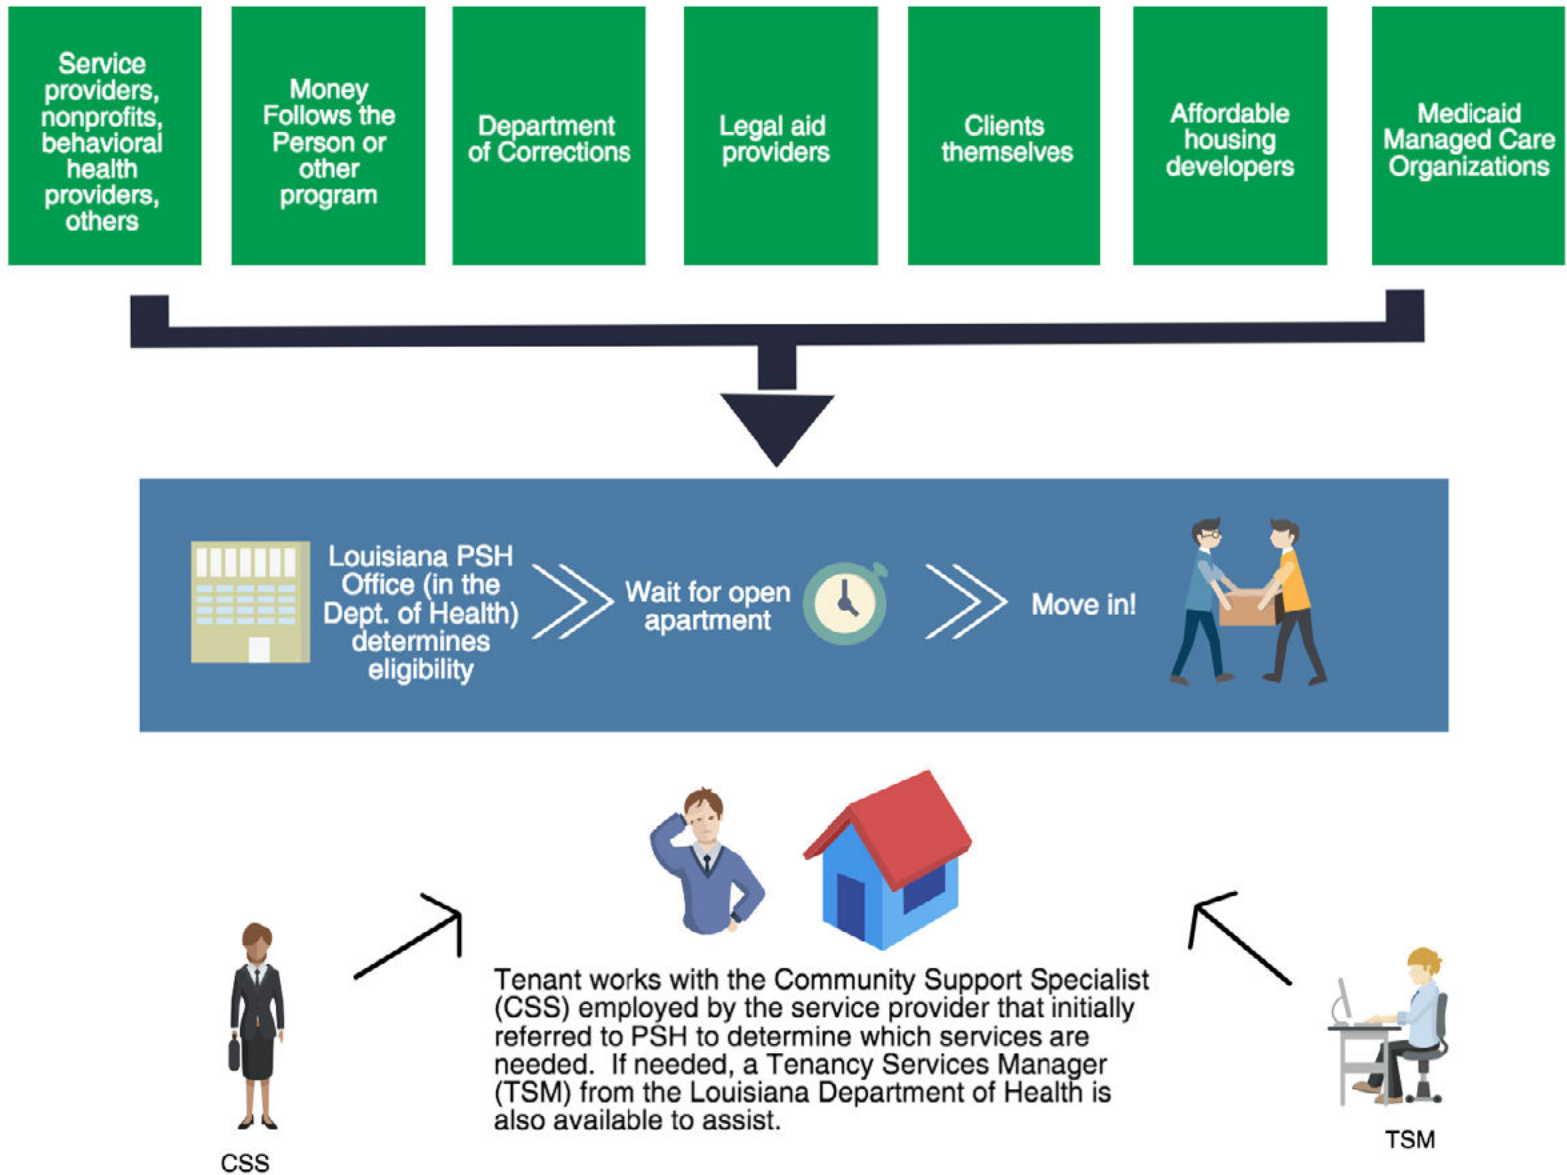 Service
providers,
nonprofits,
behavioral
health
providers,
others
Money
Follows the
Person or
other
program
Department
of Corrections
Legal aid
providers
Clients
themselves
Affordable
housing
developers
Medicaid
Managed Care
Organizations
Louisiana PSH
Office (in the
Dept. of Health)
determines
eligibility
Wait for open
apartment
Move in!
Tenant works with the Community Support Specialist
(CSS) employed by the service provider that initially
referred to PSH to determine which services are
needed.  If needed, a Tenancy Services Manager
(TSM) from the Louisiana Department of Health is
also available to assist.
CSS
TSM